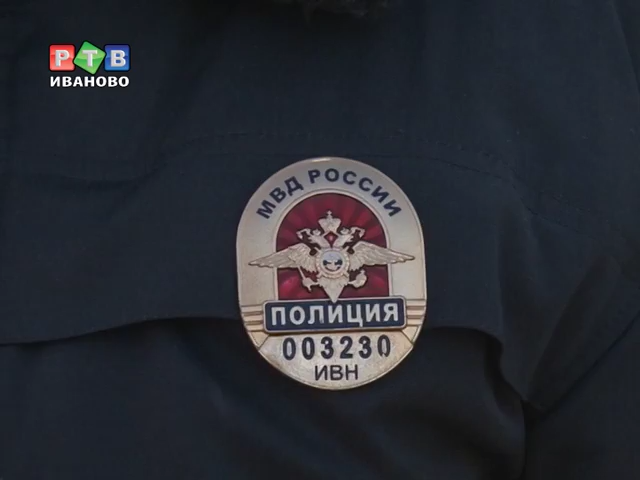 РТВ
ИВАНОВО
МВД РОССИИ
ПОЛИЦИЯ
003230
ИВН